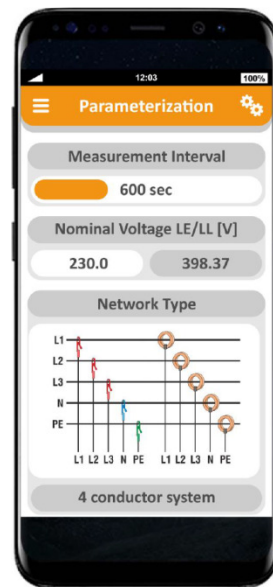 12:03
100%
Parameterization
Measurement Interval
600 sec
Nominal Voltage LE/LL [V]
230.0
398.37
Network Type
L1
L2
L3
N
PE
L1 L2 L3 N PE
L1 L2 L3 N PE
4 conductor system